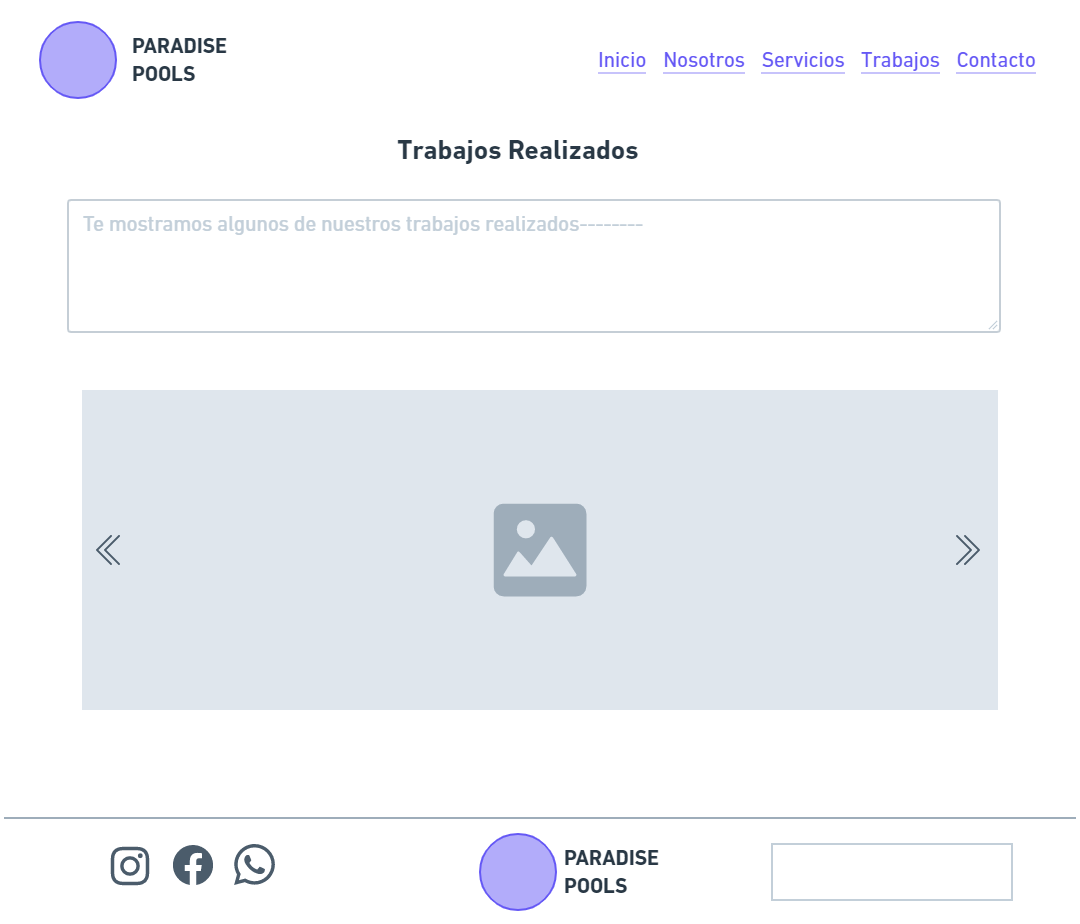 PARADISE
POOLS
Inicio Nosotros Servicios Trabajos Contacto
Trabajos Realizados
Te mostramos algunos de nuestros trabajos realizados--------
PARADISE
POOLS